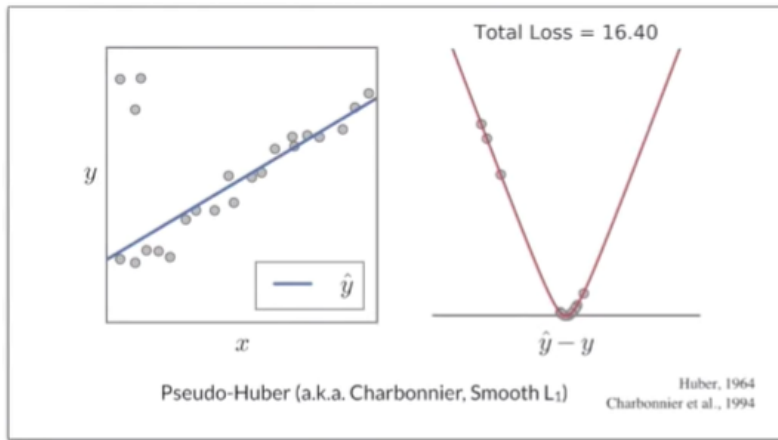 Total Loss = 16.40
y
ŷ
x
ŷ − y
Pseudo-Huber (a.k.a. Charbonnier, Smooth L₁)
Huber, 1964
Charbonnier et al., 1994